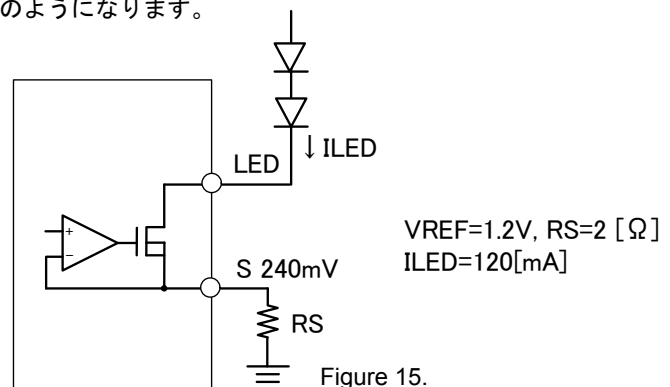 のようになります。
LED
↓ ILED
+
−
S 240mV
RS
VREF=1.2V, RS=2 [Ω]
ILED=120[mA]
Figure 15.